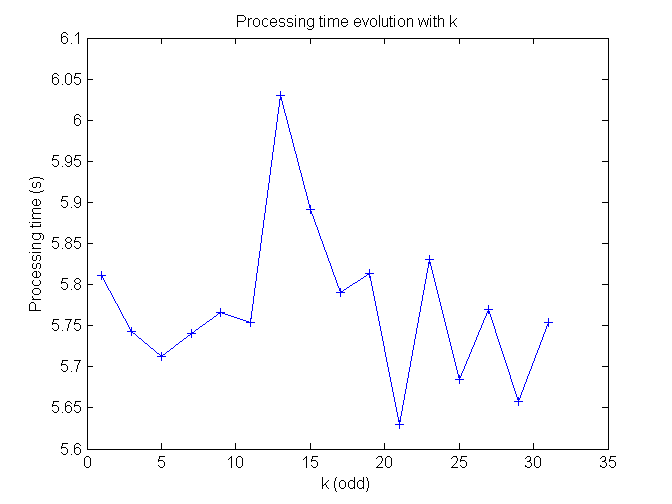 Processing time evolution with k
6.1
6.05
6
5.95
5.9
5.85
5.8
5.75
5.7
5.65
5.6
Processing time (s)
0 5 10 15 20 25 30 35
k (odd)